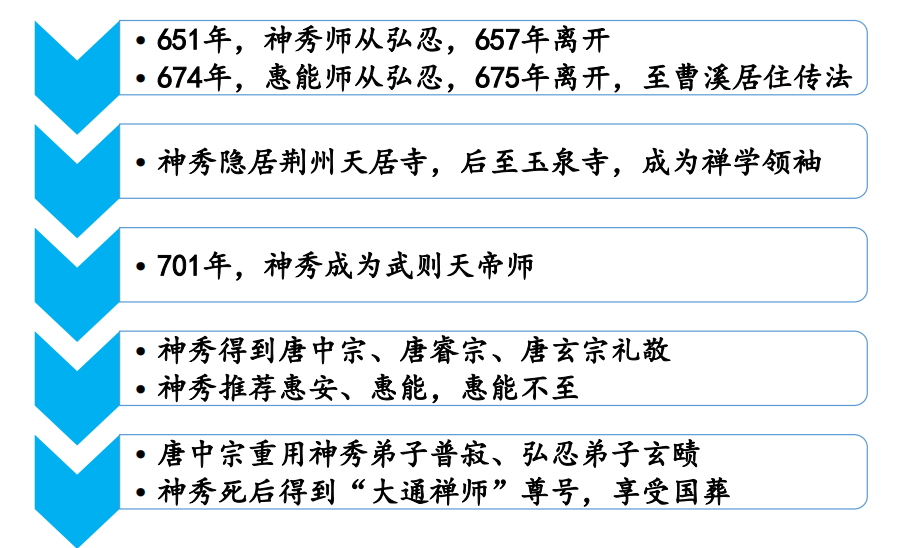 • 651年，神秀师从弘忍，657年离开
• 674年，惠能师从弘忍，675年离开，至曹溪居住传法
• 神秀隐居荆州天居寺，后至玉泉寺，成为禅学领袖
• 701年，神秀成为武则天帝师
• 神秀得到唐中宗、唐睿宗、唐玄宗礼敬
• 神秀推荐惠安、惠能，惠能不至
• 唐中宗重用神秀弟子普寂、弘忍弟子玄赜
• 神秀死后得到“大通禅师”尊号，享受国葬